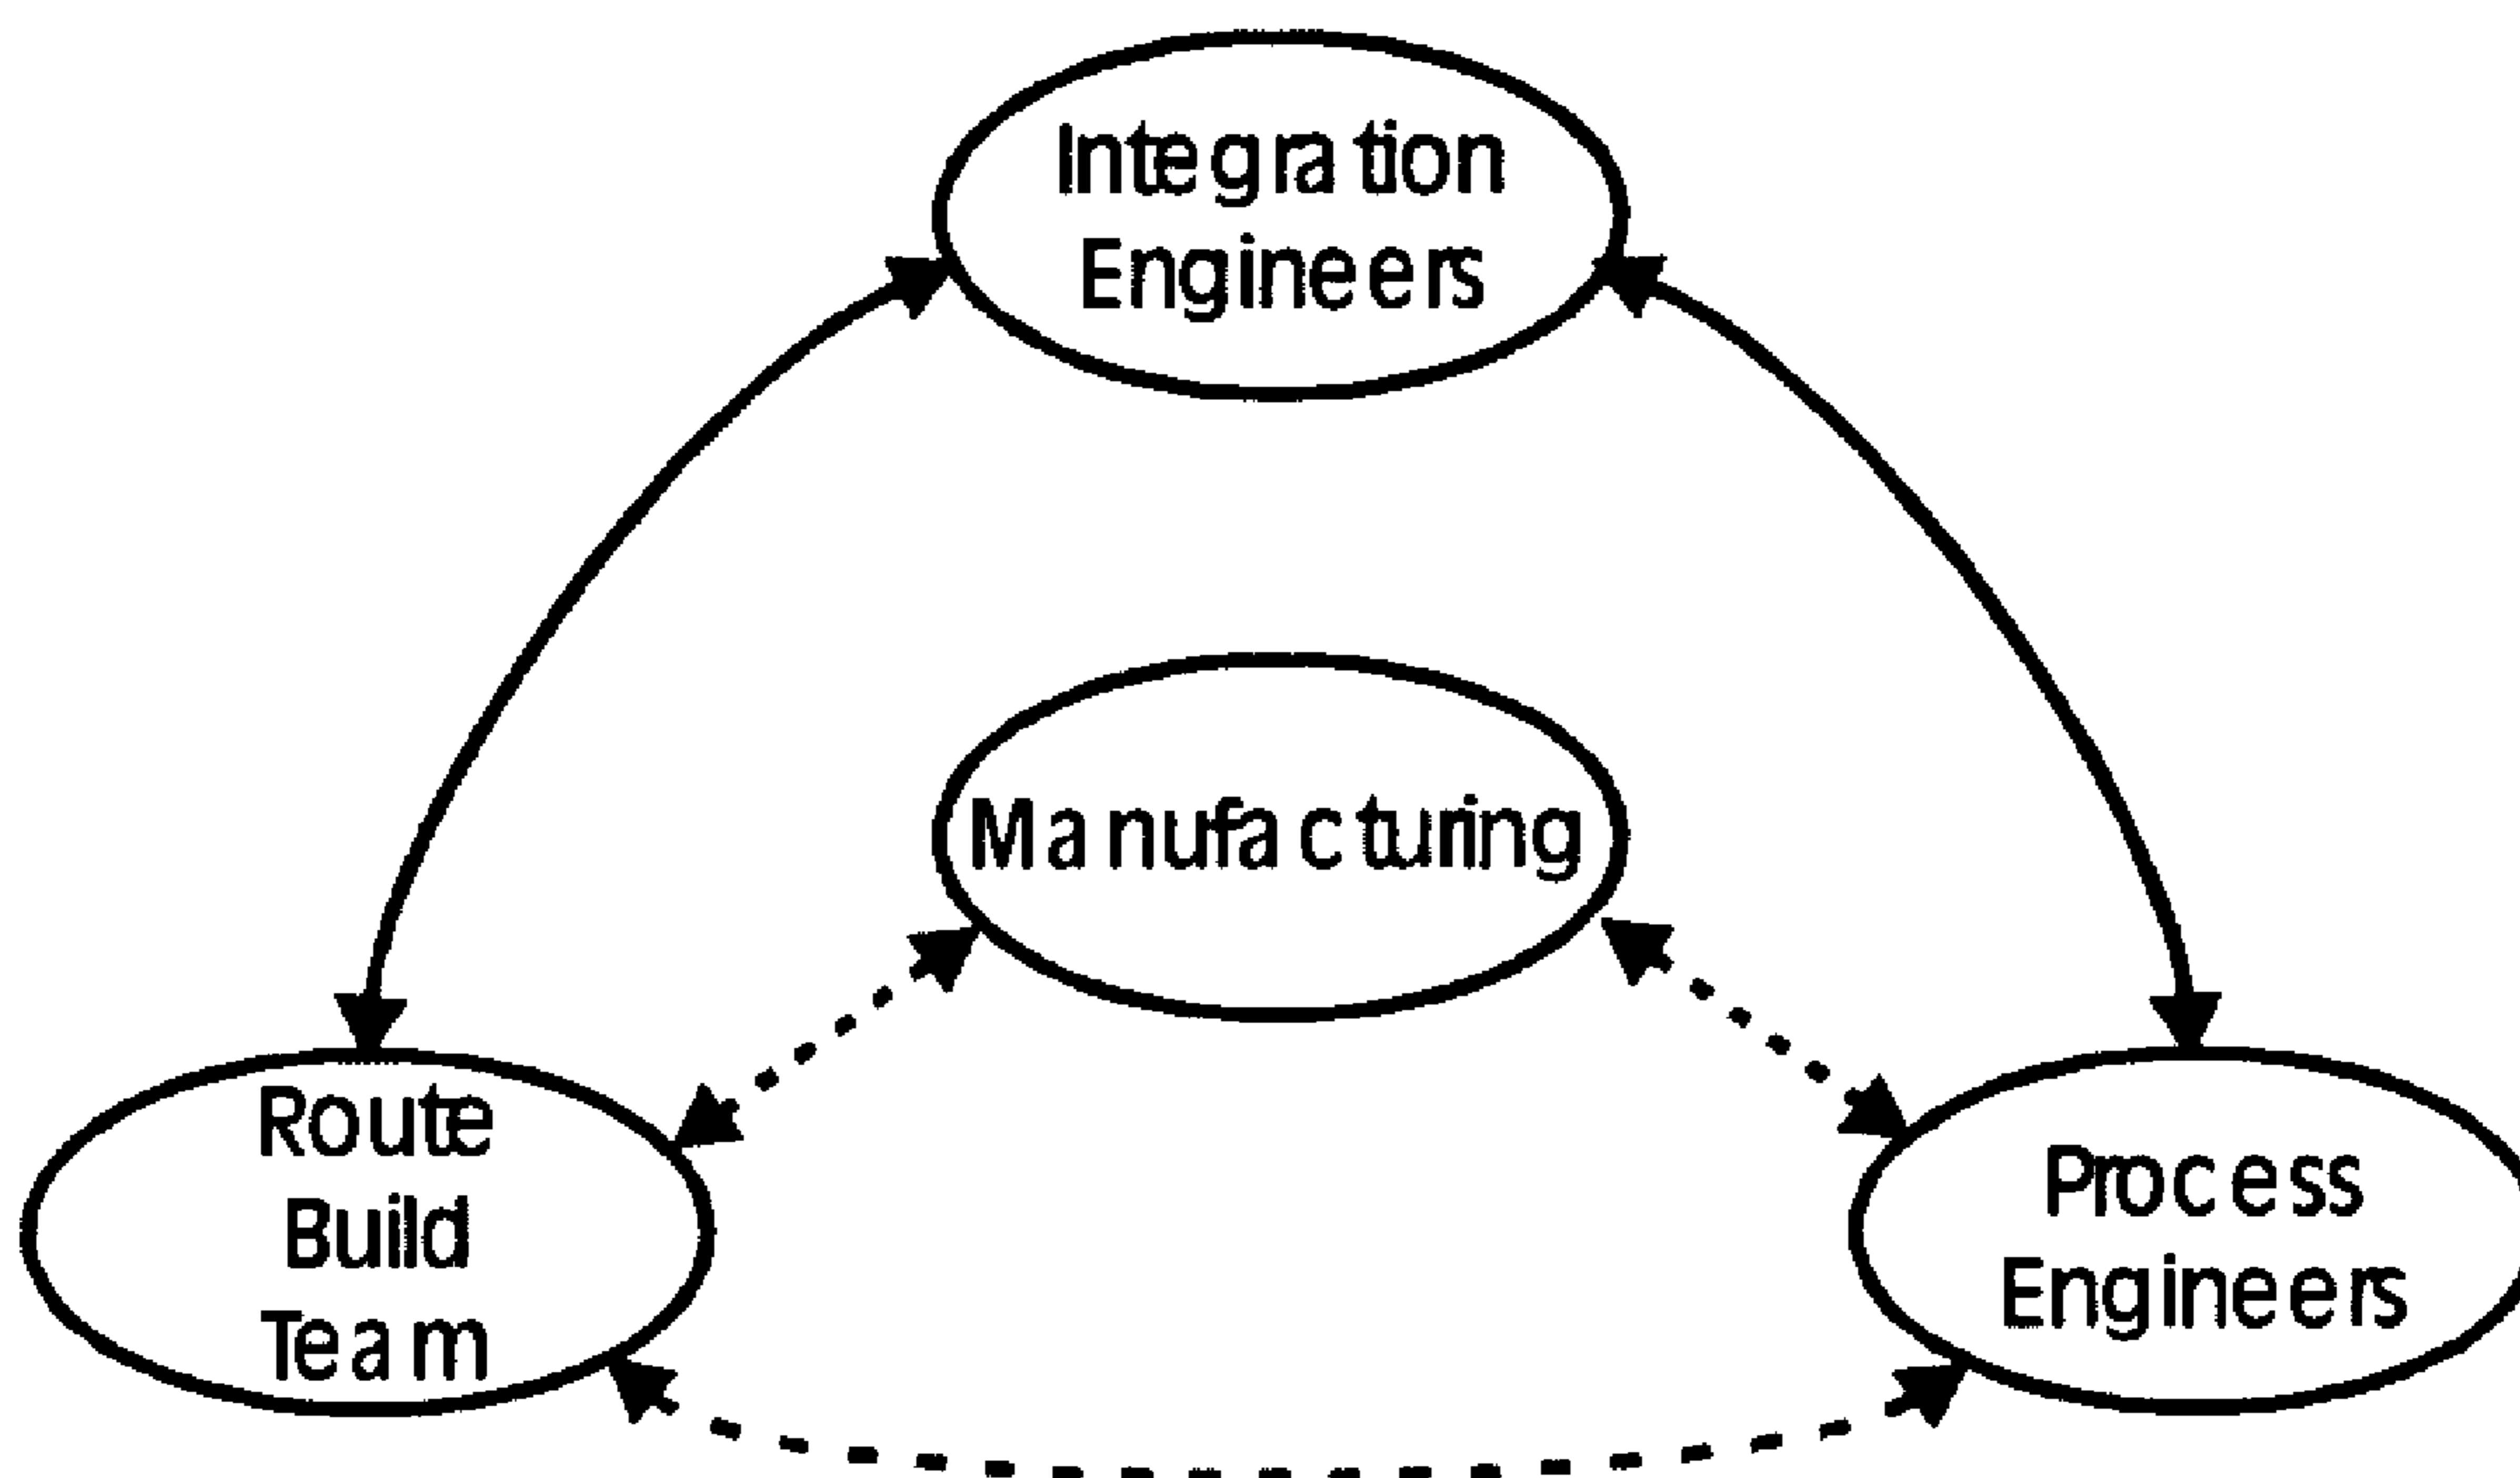 Integration
Engineers
Manufacturing
Route
Build
Team
Process
Engineers